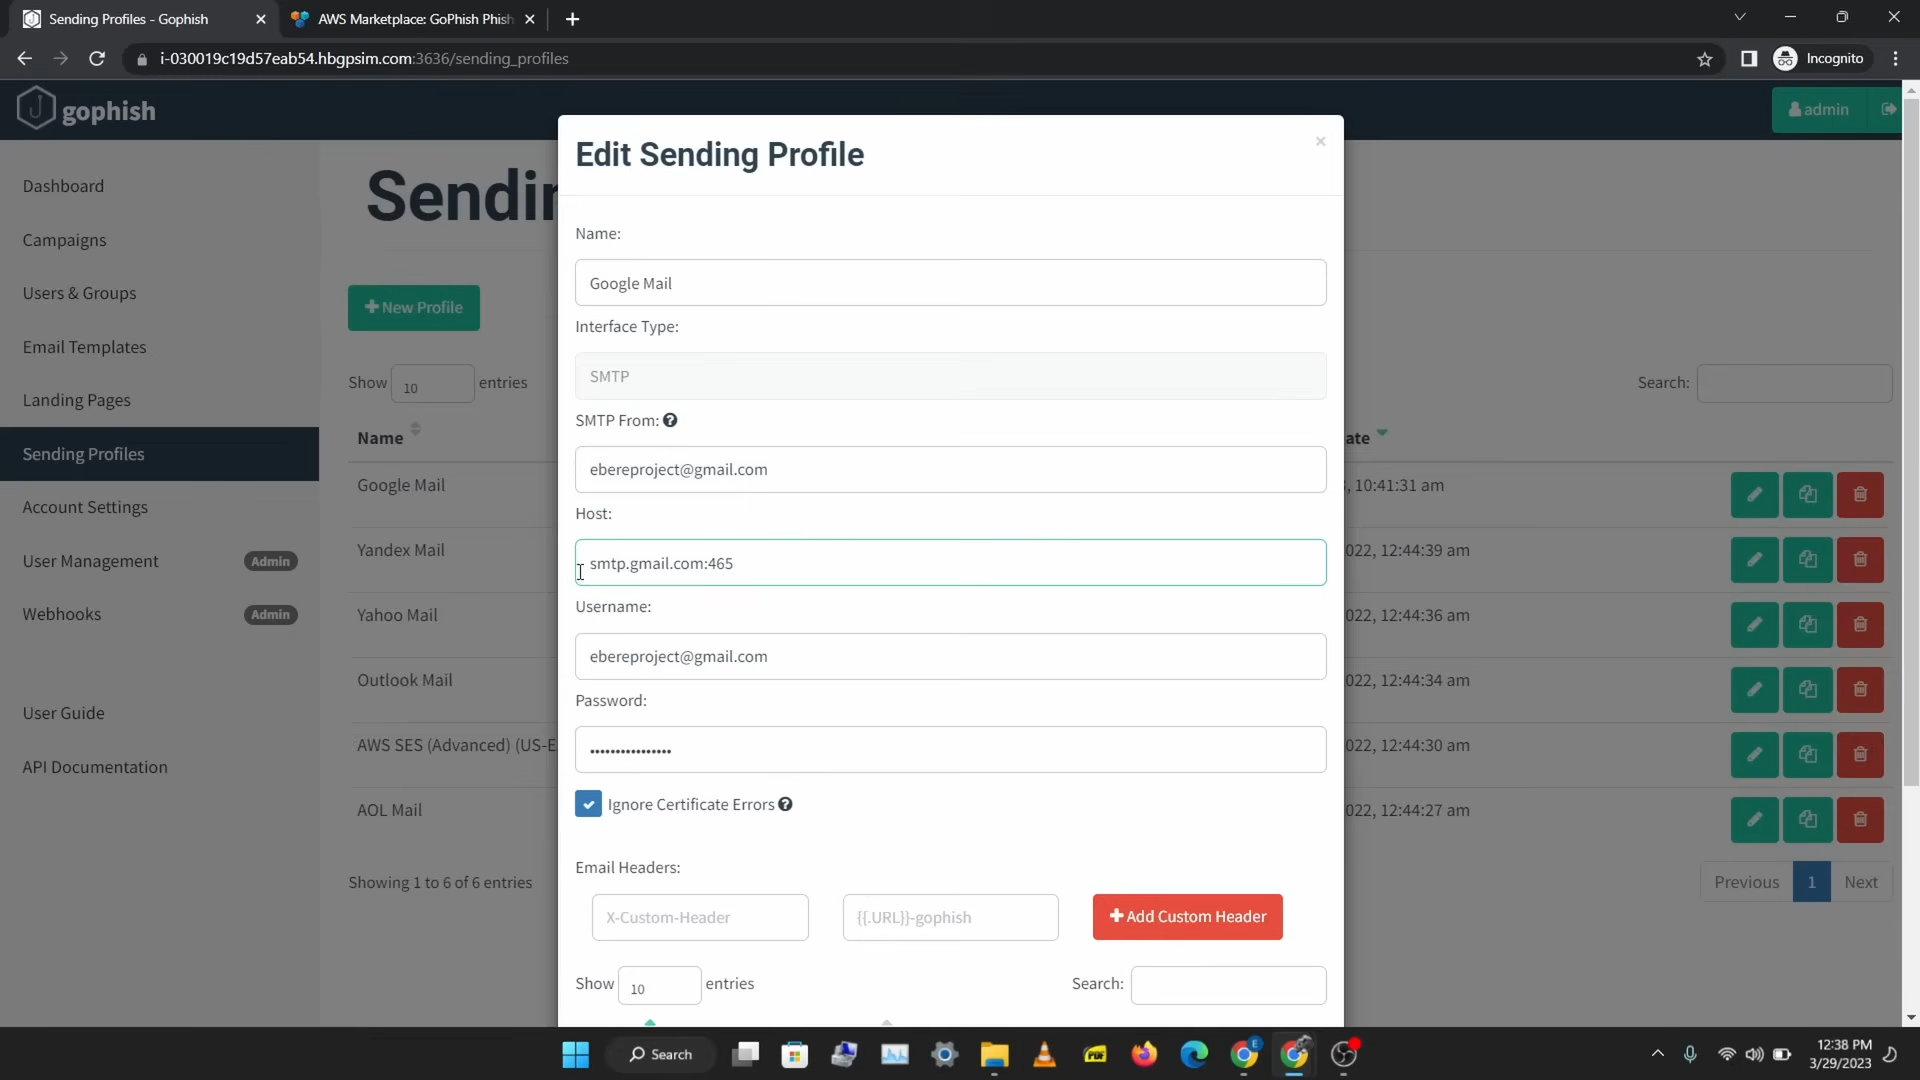 Sending Profiles - Gophish
AWS Marketplace: GoPhish Phish
i-030019c19d57eab54.hbgpsim.com:3636/sending_profiles
Incognito
gophish
admin
Dashboard
Campaigns
Users & Groups
Email Templates
Landing Pages
Sending Profiles
Account Settings
User Management Admin
Webhooks Admin
User Guide
API Documentation
Sendin
New Profile
Show 10 entries
Search:
Name
ate
Google Mail
, 10:41:31 am
Yandex Mail
022, 12:44:39 am
Yahoo Mail
022, 12:44:36 am
Outlook Mail
022, 12:44:34 am
AWS SES (Advanced) (US-E
022, 12:44:30 am
AOL Mail
022, 12:44:27 am
Showing 1 to 6 of 6 entries
Previous 1 Next
Edit Sending Profile
×
Name:
Google Mail
Interface Type:
SMTP
SMTP From:
ebereproject@gmail.com
Host:
smtp.gmail.com:465
Username:
ebereproject@gmail.com
Password:
••••••••••••••••
Ignore Certificate Errors
Email Headers:
X-Custom-Header
{{.URL}}-gophish
Add Custom Header
Show 10 entries
Search:
Search
12:38 PM
3/29/2023